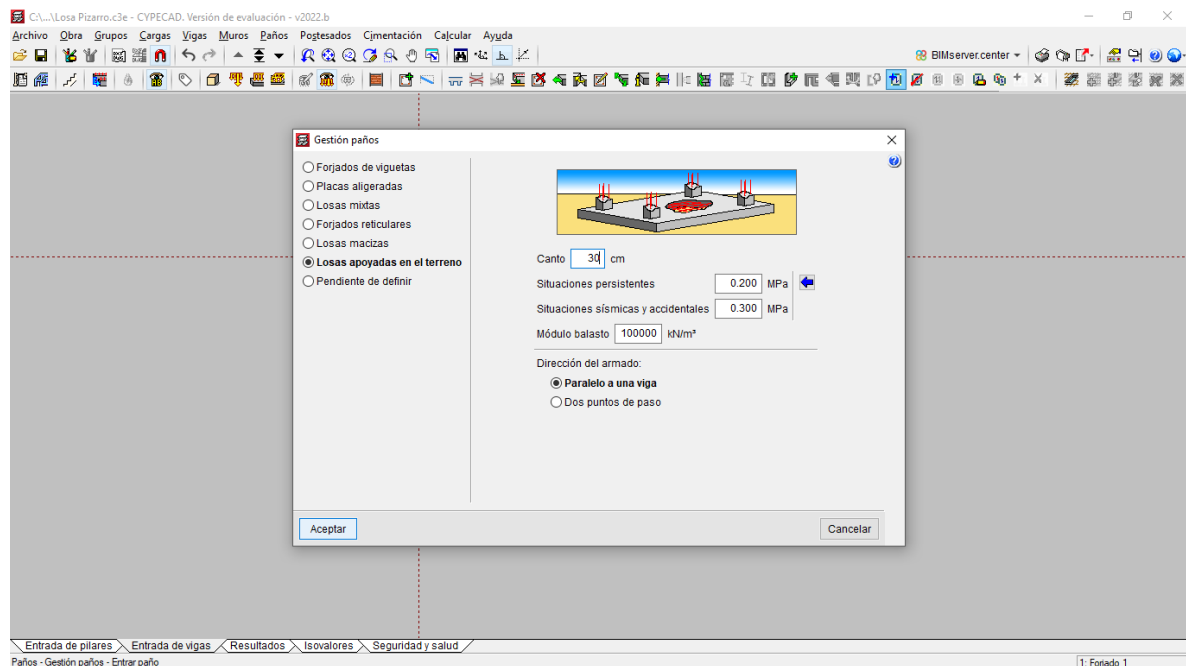 C:\...\Losa Pizarro.c3e - CYPECAD. Versión de evaluación - v2022.b
Archivo Obra Grupos Cargas Vigas Muros Paños Postesados Cimentación Calcular Ayuda
BIMserver.center
Gestión paños
Forjados de viguetas
Placas aligeradas
Losas mixtas
Forjados reticulares
Losas macizas
Losas apoyadas en el terreno
Pendiente de definir
Canto 30 cm
Situaciones persistentes 0.200 MPa
Situaciones sísmicas y accidentales 0.300 MPa
Módulo balasto 100000 kN/m³
Dirección del armado:
Paralelo a una viga
Dos puntos de paso
Aceptar Cancelar
Entrada de pilares Entrada de vigas Resultados Isovalores Seguridad y salud
Paños - Gestión paños - Entrar paño 1: Forjado 1